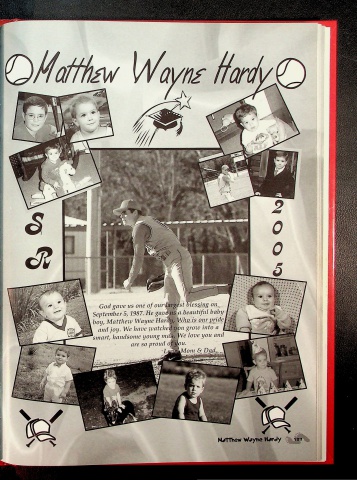 Matthew Wayne Hardy
S
R
2
0
0
5
God gave us one of our largest blessing on
September 5, 1987. He gave us a beautiful baby
boy, Matthew Wayne Hardy. Who is our pride
and joy. We have watched you grow into a
smart, handsome young man. We love you and
are so proud of you.
Love, Mom & Dad
Matthew Wayne Hardy